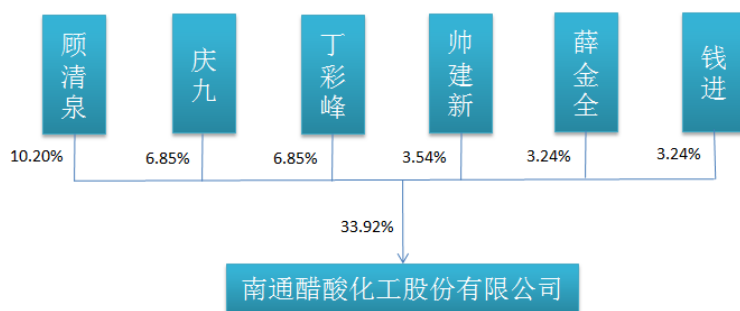 顾清泉
庆九
丁彩峰
帅建新
薛金全
钱进
10.20%
6.85%
6.85%
3.54%
3.24%
3.24%
33.92%
南通醋酸化工股份有限公司